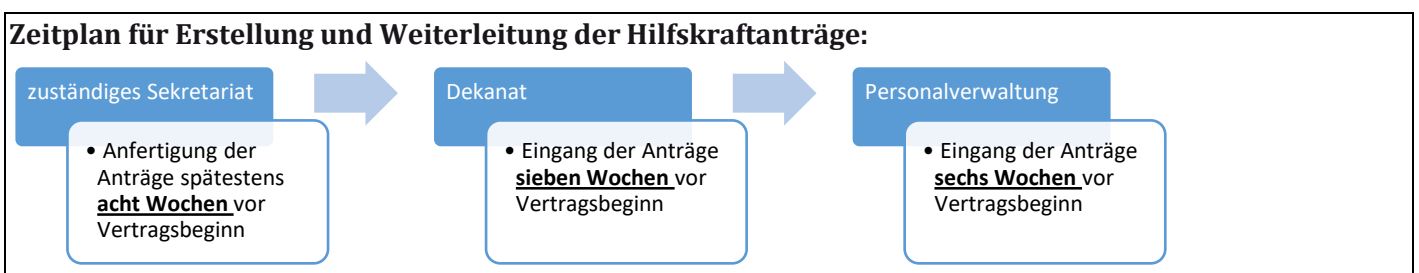 Zeitplan für Erstellung und Weiterleitung der Hilfskraftanträge:
zuständiges Sekretariat
• Anfertigung der
Anträge spätestens
acht Wochen vor
Vertragsbeginn
Dekanat
• Eingang der Anträge
sieben Wochen vor
Vertragsbeginn
Personalverwaltung
• Eingang der Anträge
sechs Wochen vor
Vertragsbeginn